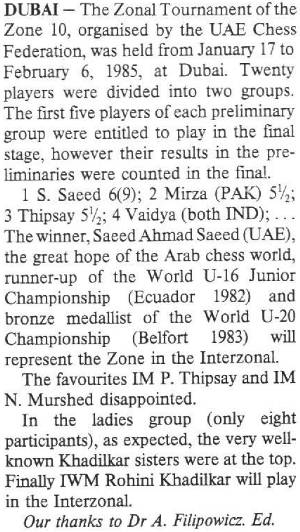 DUBAI — The Zonal Tournament of the
Zone 10, organised by the UAE Chess
Federation, was held from January 17 to
February 6, 1985, at Dubai. Twenty
players were divided into two groups.
The first five players of each preliminary
group were entitled to play in the final
stage, however their results in the pre-
liminaries were counted in the final.
1 S. Saeed 6(9); 2 Mirza (PAK) 5½;
3 Thipsay 5½; 4 Vaidya (both IND); ...
The winner, Saeed Ahmad Saeed (UAE),
the great hope of the Arab chess world,
runner-up of the World U-16 Junior
Championship (Ecuador 1982) and
bronze medallist of the World U-20
Championship (Belfort 1983) will
represent the Zone in the Interzonal.
The favourites IM P. Thipsay and IM
N. Murshed disappointed.
In the ladies group (only eight
participants), as expected, the very well-
known Khadilkar sisters were at the top.
Finally IWM Rohini Khadilkar will play
in the Interzonal.
Our thanks to Dr A. Filipowicz. Ed.